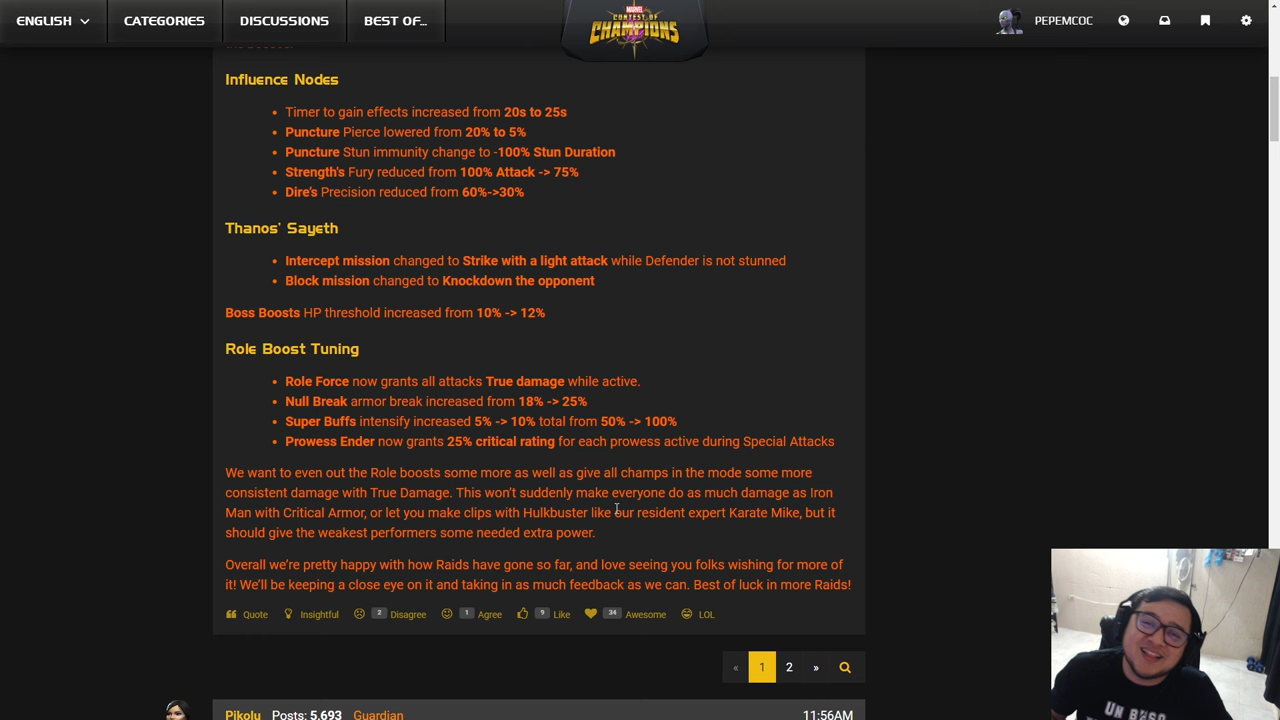 ENGLISH CATEGORIES DISCUSSIONS BEST OF...
MARVEL
CONTEST OF
CHAMPIONS
PEPEMCOC
Influence Nodes
• Timer to gain effects increased from 20s to 25s
• Puncture Pierce lowered from 20% to 5%
• Puncture Stun immunity change to -100% Stun Duration
• Strength's Fury reduced from 100% Attack -> 75%
• Dire's Precision reduced from 60%->30%
Thanos' Sayeth
• Intercept mission changed to Strike with a light attack while Defender is not stunned
• Block mission changed to Knockdown the opponent
Boss Boosts HP threshold increased from 10% -> 12%
Role Boost Tuning
• Role Force now grants all attacks True damage while active.
• Null Break armor break increased from 18% -> 25%
• Super Buffs intensify increased 5% -> 10% total from 50% -> 100%
• Prowess Ender now grants 25% critical rating for each prowess active during Special Attacks
We want to even out the Role boosts some more as well as give all champs in the mode some more
consistent damage with True Damage. This won't suddenly make everyone do as much damage as Iron
Man with Critical Armor, or let you make clips with Hulkbuster like our resident expert Karate Mike, but it
should give the weakest performers some needed extra power.
Overall we're pretty happy with how Raids have gone so far, and love seeing you folks wishing for more of
it! We'll be keeping a close eye on it and taking in as much feedback as we can. Best of luck in more Raids!
Quote Insightful 2 Disagree 1 Agree 9 Like 34 Awesome LOL
« 1 2 »
Pikolu Posts: 5,693 Guardian 11:56AM